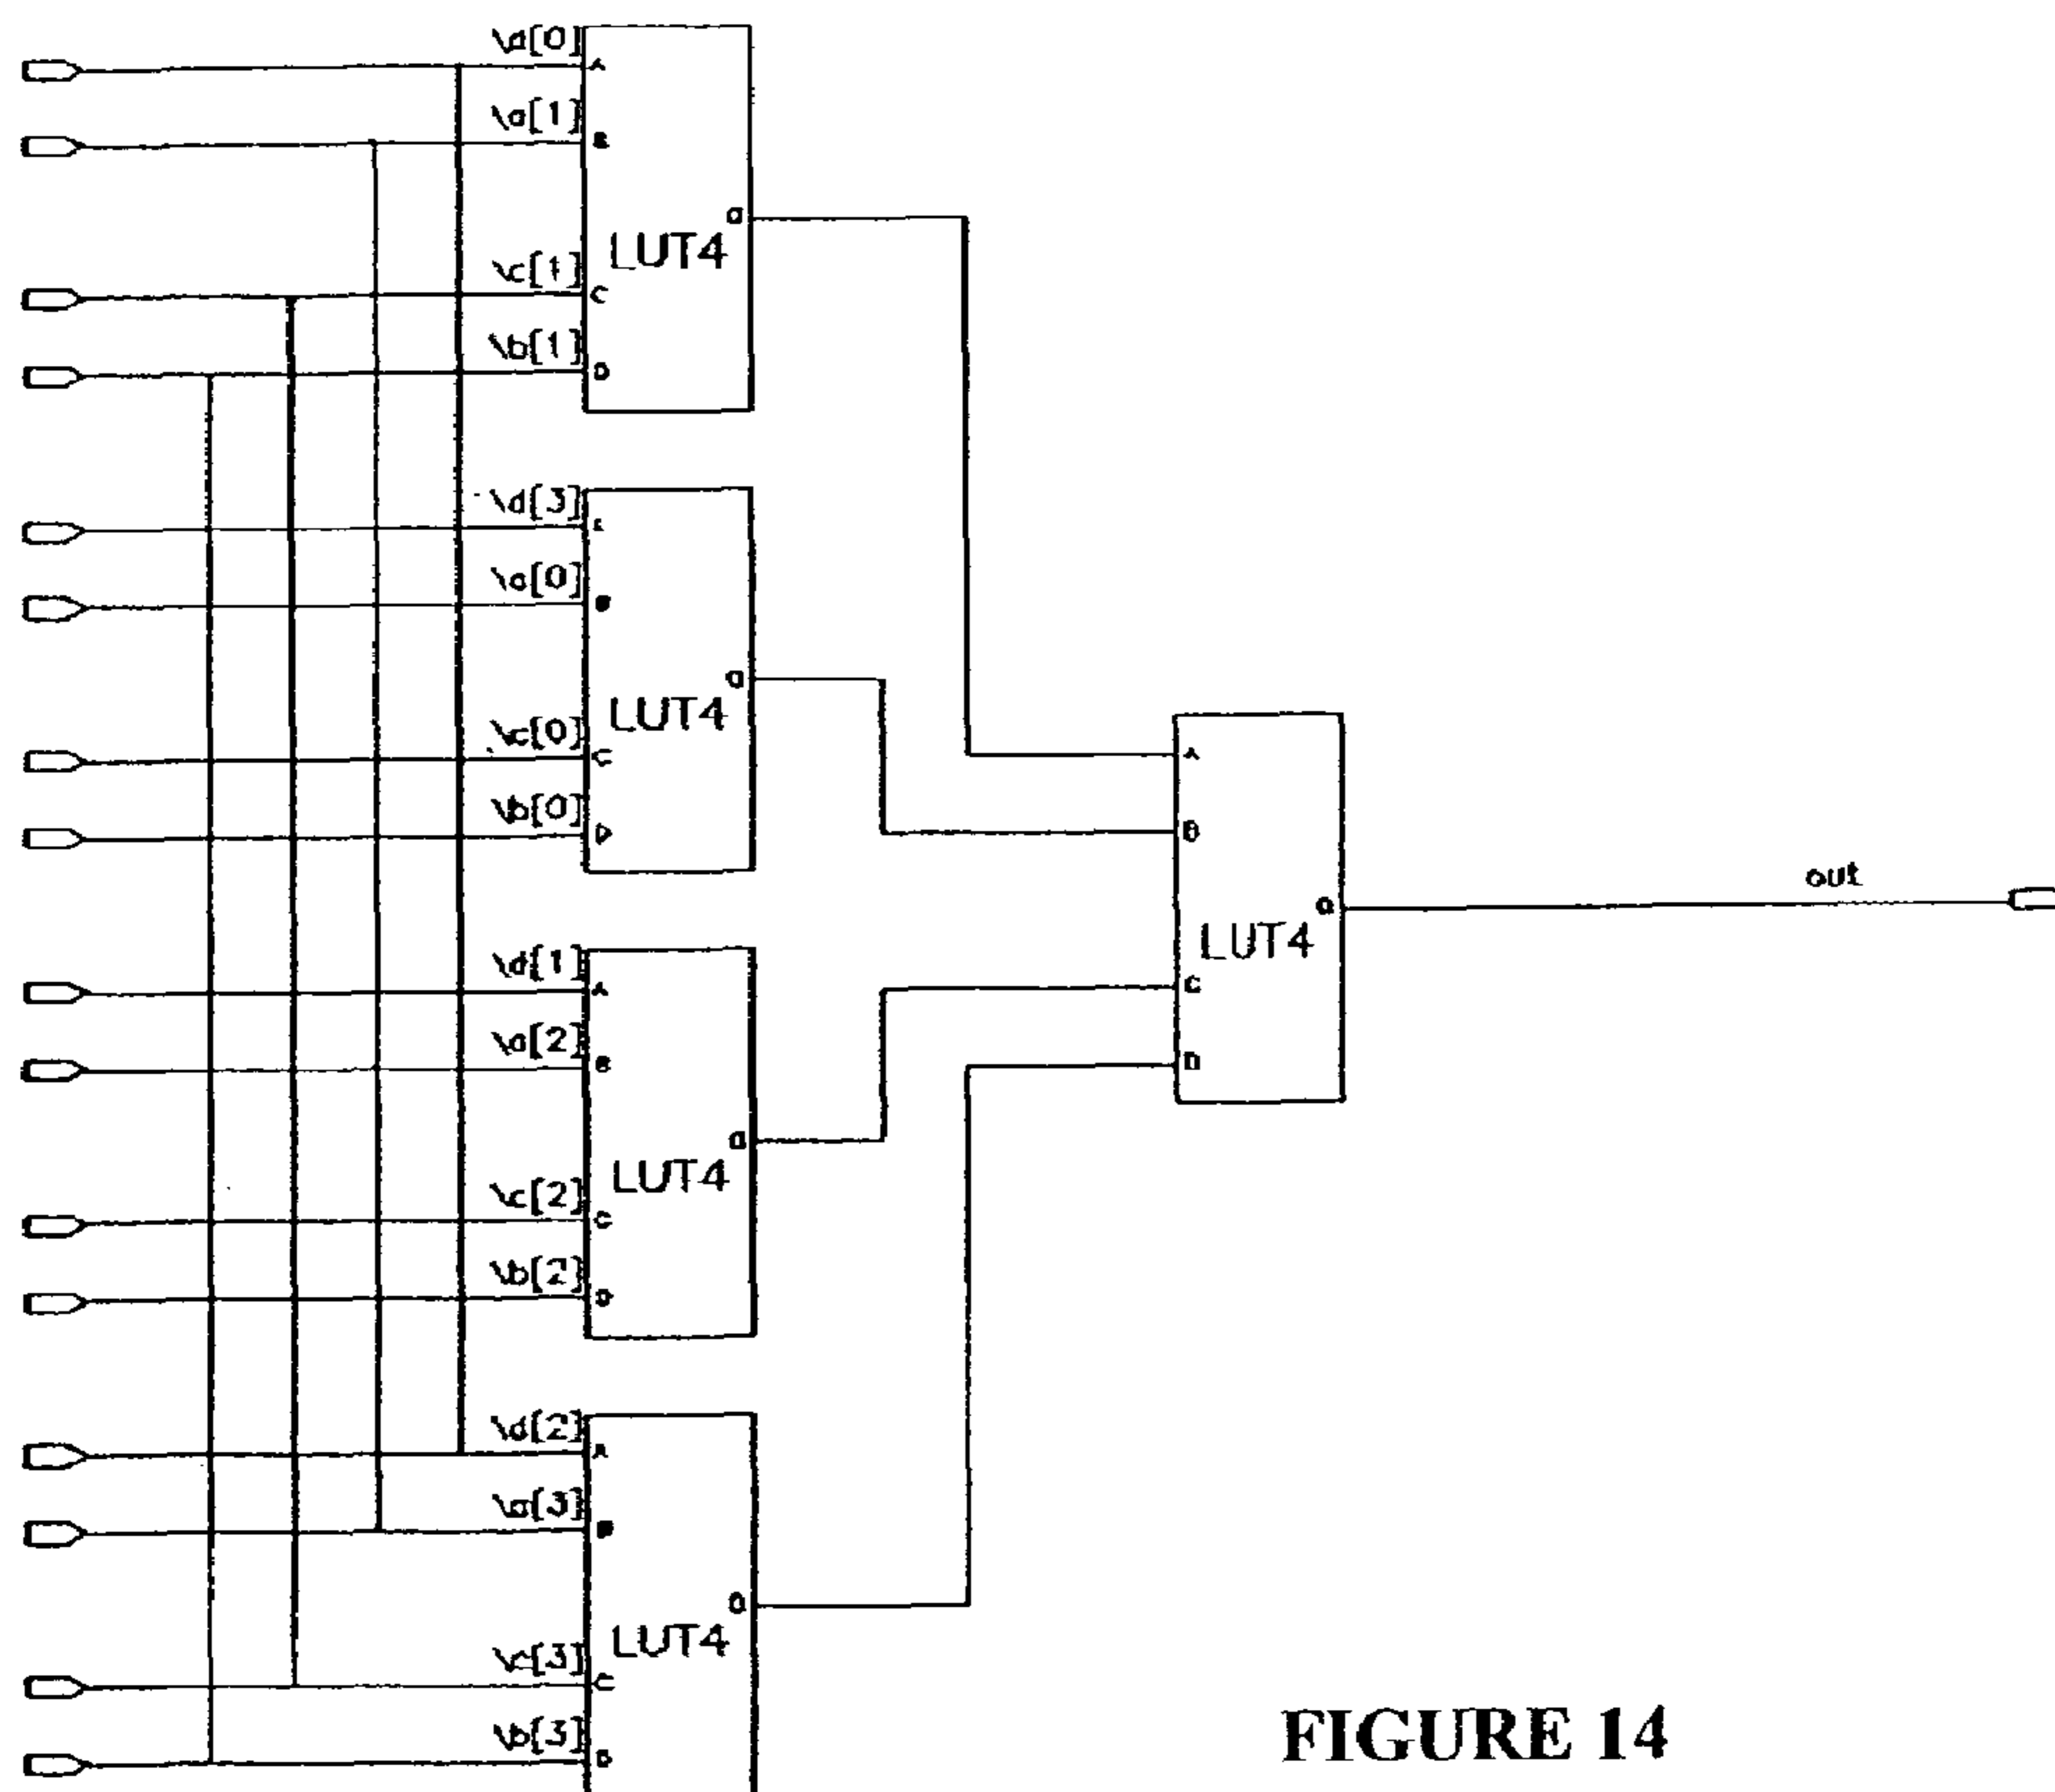 \d[0]
A
\a[1]
B
\c[1]
C
\b[1]
D
Q
LUT4
\d[3]
\a[0]
B
\c[0]
C
\b[0]
D
Q
LUT4
\d[1]
A
\a[2]
B
\c[2]
C
\b[2]
D
Q
LUT4
\d[2]
A
\a[3]
B
\c[3]
C
\b[3]
D
Q
LUT4
A
B
C
D
Q
LUT4
out
FIGURE 14